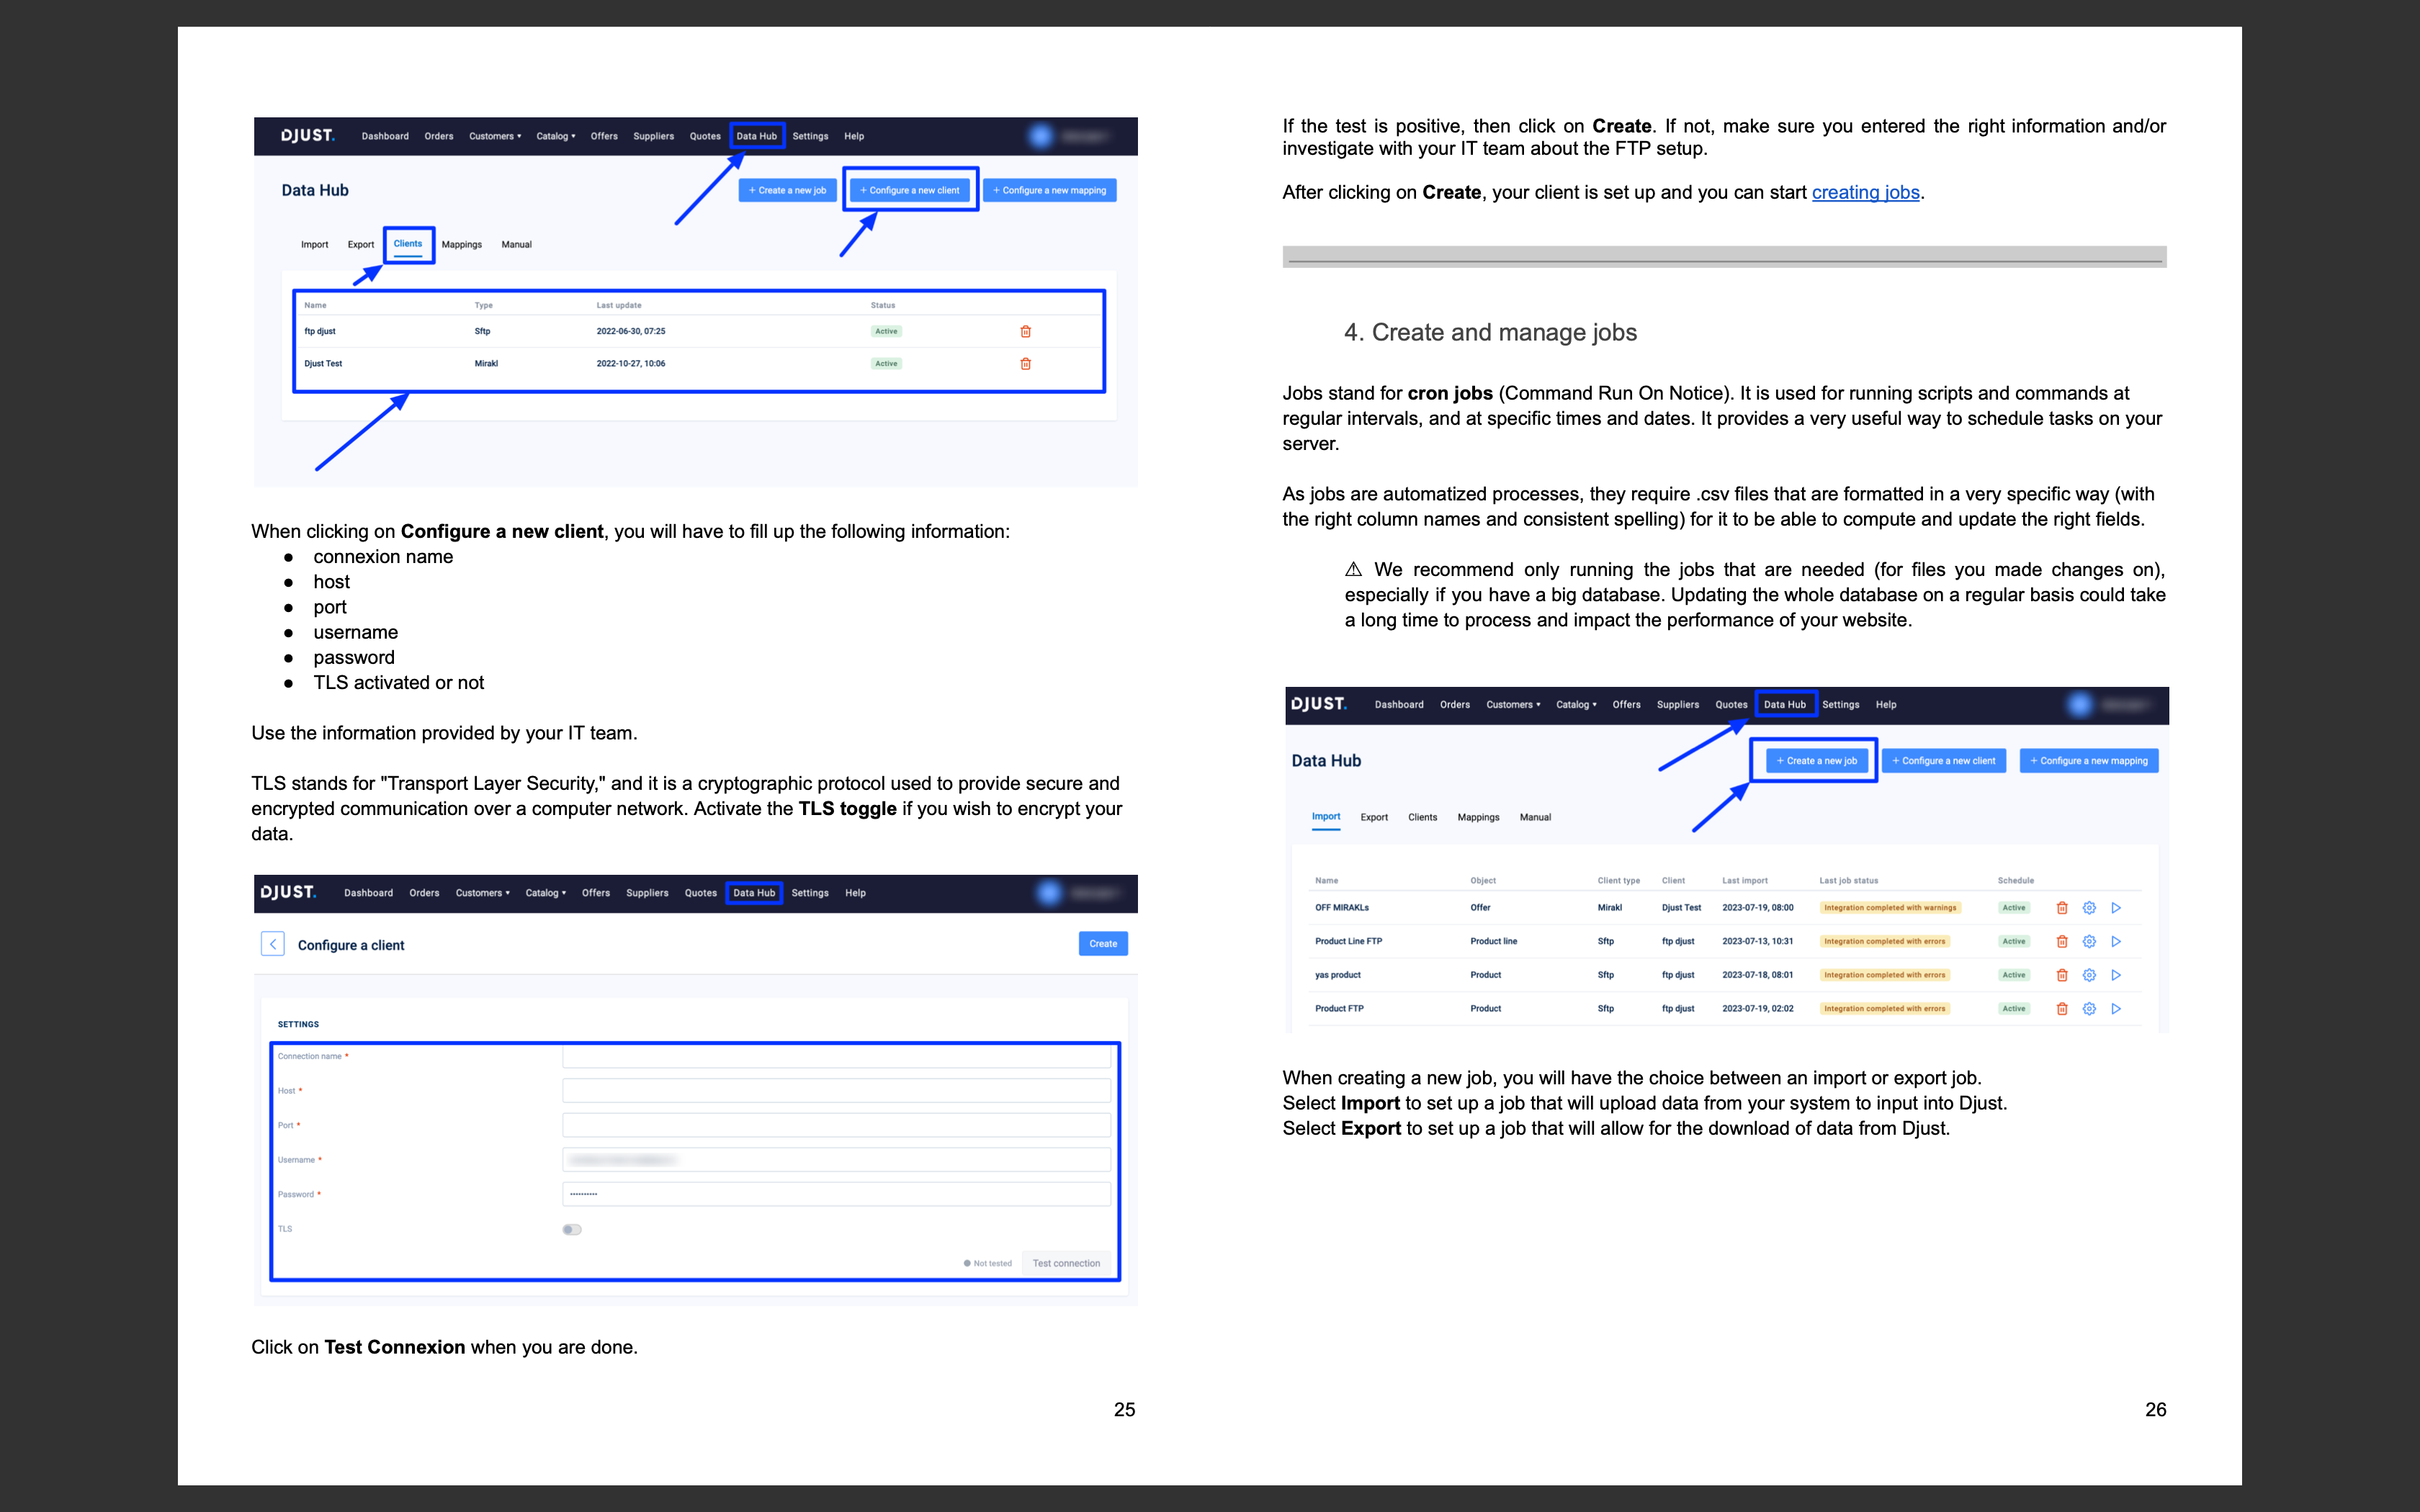 DJUST. Dashboard Orders Customers Catalog Offers Suppliers Quotes Data Hub Settings Help
Data Hub + Create a new job + Configure a new client + Configure a new mapping
Import Export Clients Mappings Manual
Name Type Last update Status
ftp djust Sftp 2022-06-30, 07:25 Active
Djust Test Mirakl 2022-10-27, 10:06 Active
When clicking on Configure a new client, you will have to fill up the following information:
● connexion name
● host
● port
● username
● password
● TLS activated or not
Use the information provided by your IT team.
TLS stands for "Transport Layer Security," and it is a cryptographic protocol used to provide secure and
encrypted communication over a computer network. Activate the TLS toggle if you wish to encrypt your
data.
DJUST. Dashboard Orders Customers Catalog Offers Suppliers Quotes Data Hub Settings Help
Configure a client Create
SETTINGS
Connection name *
Host *
Port *
Username *
Password *
TLS
Not tested Test connection
Click on Test Connexion when you are done.
25
If the test is positive, then click on Create. If not, make sure you entered the right information and/or
investigate with your IT team about the FTP setup.
After clicking on Create, your client is set up and you can start creating jobs.
4. Create and manage jobs
Jobs stand for cron jobs (Command Run On Notice). It is used for running scripts and commands at
regular intervals, and at specific times and dates. It provides a very useful way to schedule tasks on your
server.
As jobs are automatized processes, they require .csv files that are formatted in a very specific way (with
the right column names and consistent spelling) for it to be able to compute and update the right fields.
⚠ We recommend only running the jobs that are needed (for files you made changes on),
especially if you have a big database. Updating the whole database on a regular basis could take
a long time to process and impact the performance of your website.
DJUST. Dashboard Orders Customers Catalog Offers Suppliers Quotes Data Hub Settings Help
Data Hub + Create a new job + Configure a new client + Configure a new mapping
Import Export Clients Mappings Manual
Name Object Client type Client Last import Last job status Schedule
OFF MIRAKLs Offer Mirakl Djust Test 2023-07-19, 08:00 Integration completed with warnings Active
Product Line FTP Product line Sftp ftp djust 2023-07-13, 10:31 Integration completed with errors Active
yas product Product Sftp ftp djust 2023-07-18, 08:01 Integration completed with errors Active
Product FTP Product Sftp ftp djust 2023-07-19, 02:02 Integration completed with errors Active
When creating a new job, you will have the choice between an import or export job.
Select Import to set up a job that will upload data from your system to input into Djust.
Select Export to set up a job that will allow for the download of data from Djust.
26